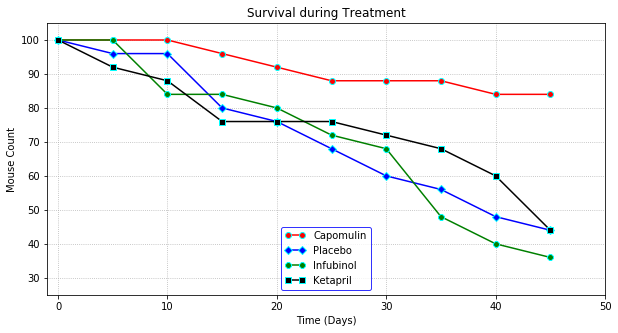 Survival during Treatment
Mouse Count
100
90
80
70
60
50
40
30
Capomulin
Placebo
Infubinol
Ketapril
0 10 20 30 40 50
Time (Days)